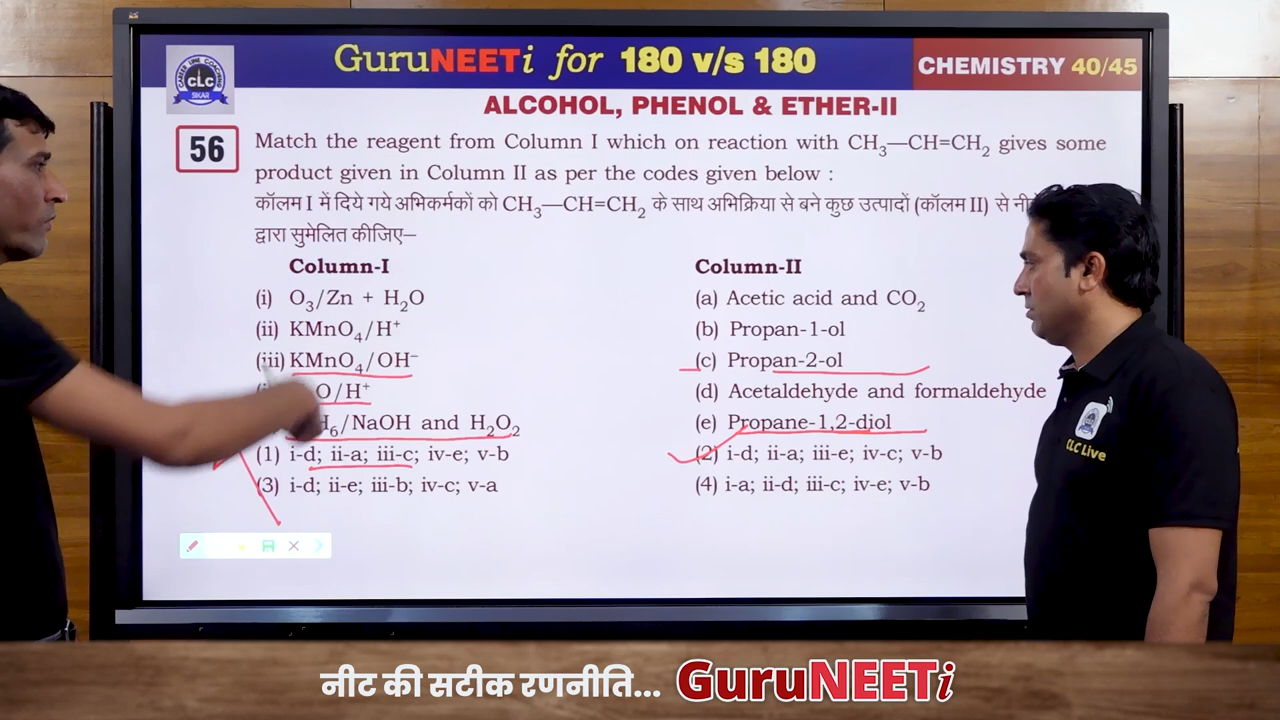 GuruNEETi for 180 v/s 180
CHEMISTRY 40/45
CAREER LINE COACHING
CLC
SIKAR
ALCOHOL, PHENOL & ETHER-II
56
Match the reagent from Column I which on reaction with CH₃—CH=CH₂ gives some
product given in Column II as per the codes given below :
कॉलम I में दिये गये अभिकर्मकों को CH₃—CH=CH₂ के साथ अभिक्रिया से बने कुछ उत्पादों (कॉलम II) से
द्वारा सुमेलित कीजिए—
Column-I Column-II
(i) O₃/Zn + H₂O (a) Acetic acid and CO₂
(ii) KMnO₄/H⁺ (b) Propan-1-ol
(iii) KMnO₄/OH⁻ (c) Propan-2-ol
O/H⁺ (d) Acetaldehyde and formaldehyde
H₆/NaOH and H₂O₂ (e) Propane-1,2-diol
(1) i-d; ii-a; iii-c; iv-e; v-b (2) i-d; ii-a; iii-e; iv-c; v-b
(3) i-d; ii-e; iii-b; iv-c; v-a (4) i-a; ii-d; iii-c; iv-e; v-b
CLC Live
नीट की सटीक रणनीति... GuruNEETi